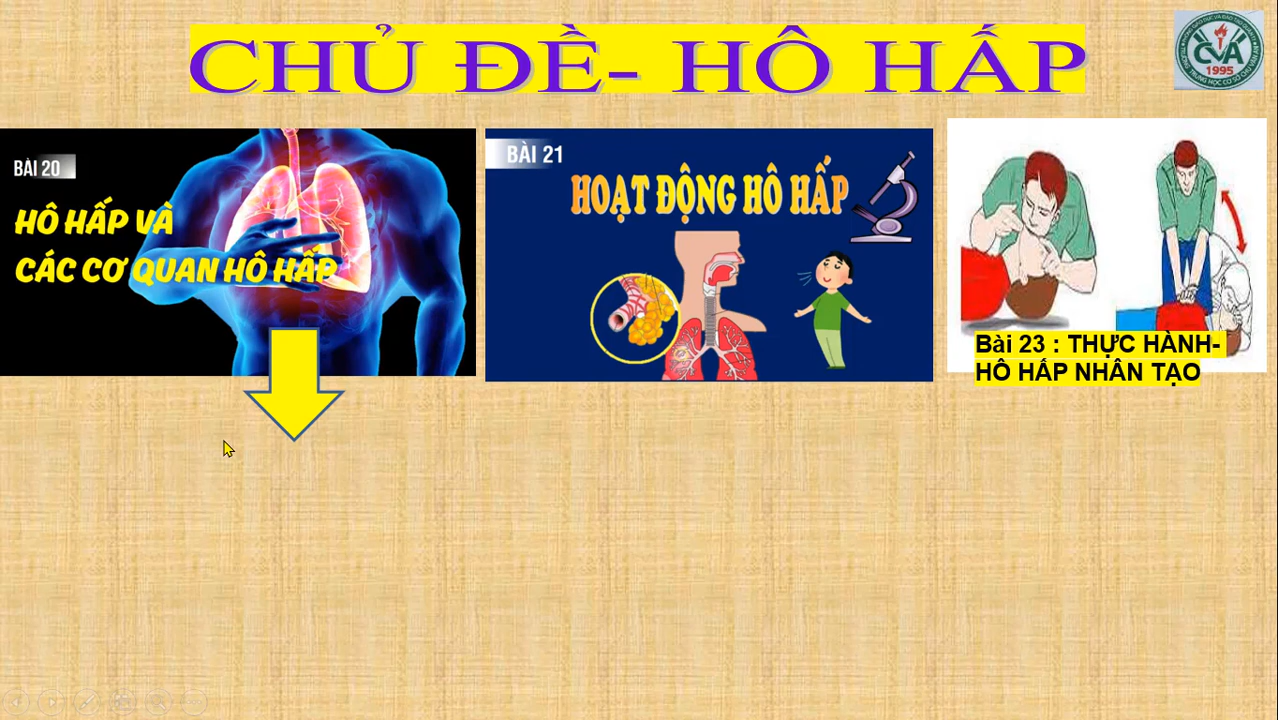 CHỦ ĐỀ- HÔ HẤP
CVA
1995
BÀI 20
HÔ HẤP VÀ
CÁC CƠ QUAN HÔ HẤP
BÀI 21
HOẠT ĐỘNG HÔ HẤP
Bài 23 : THỰC HÀNH-
HÔ HẤP NHÂN TẠO